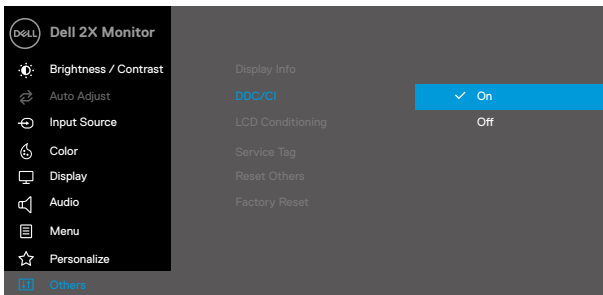 DELL Dell 2X Monitor
Brightness / Contrast
Auto Adjust
Input Source
Color
Display
Audio
Menu
Personalize
Others
Display Info
DDC/CI
LCD Conditioning
Service Tag
Reset Others
Factory Reset
On
Off